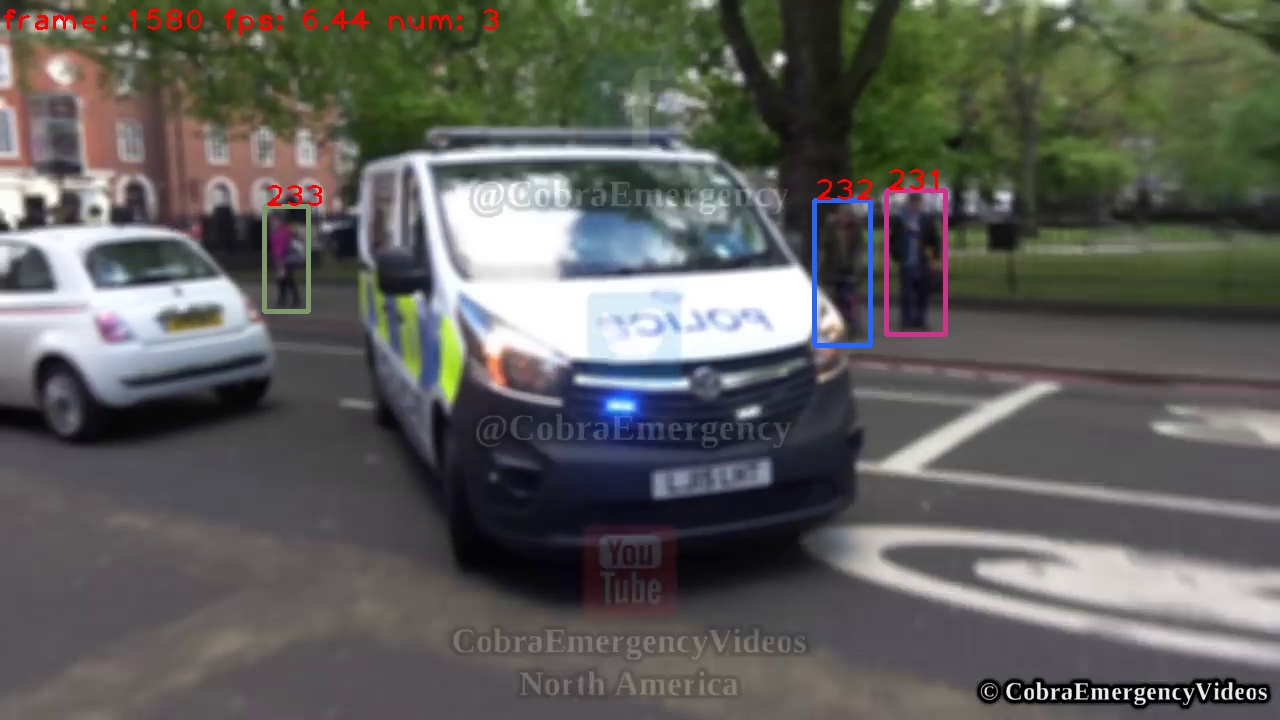 frame: 1580 fps: 6.44 num: 3
233
232
231
@CobraEmergency
POLICE
@CobraEmergency
You
Tube
CobraEmergencyVideos
North America
© CobraEmergencyVideos